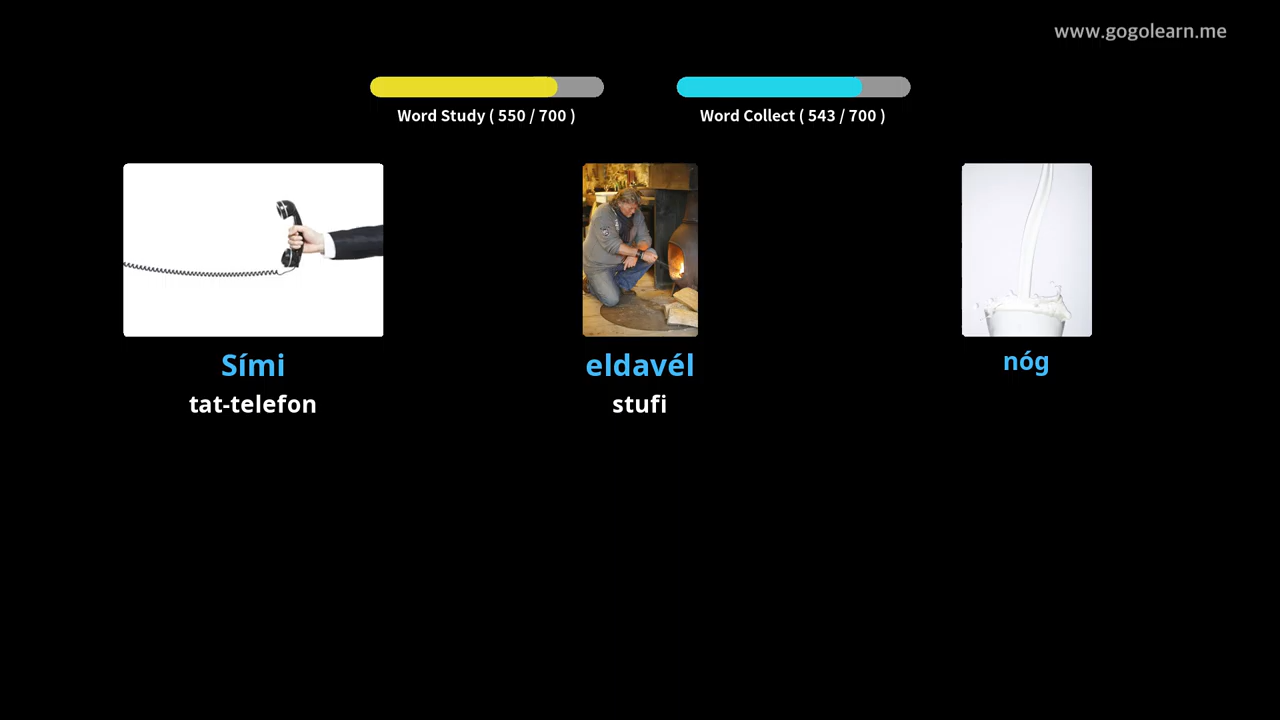 www.gogolearn.me
Word Study ( 550 / 700 )
Word Collect ( 543 / 700 )
Sími
eldavél
nóg
tat-telefon
stufi